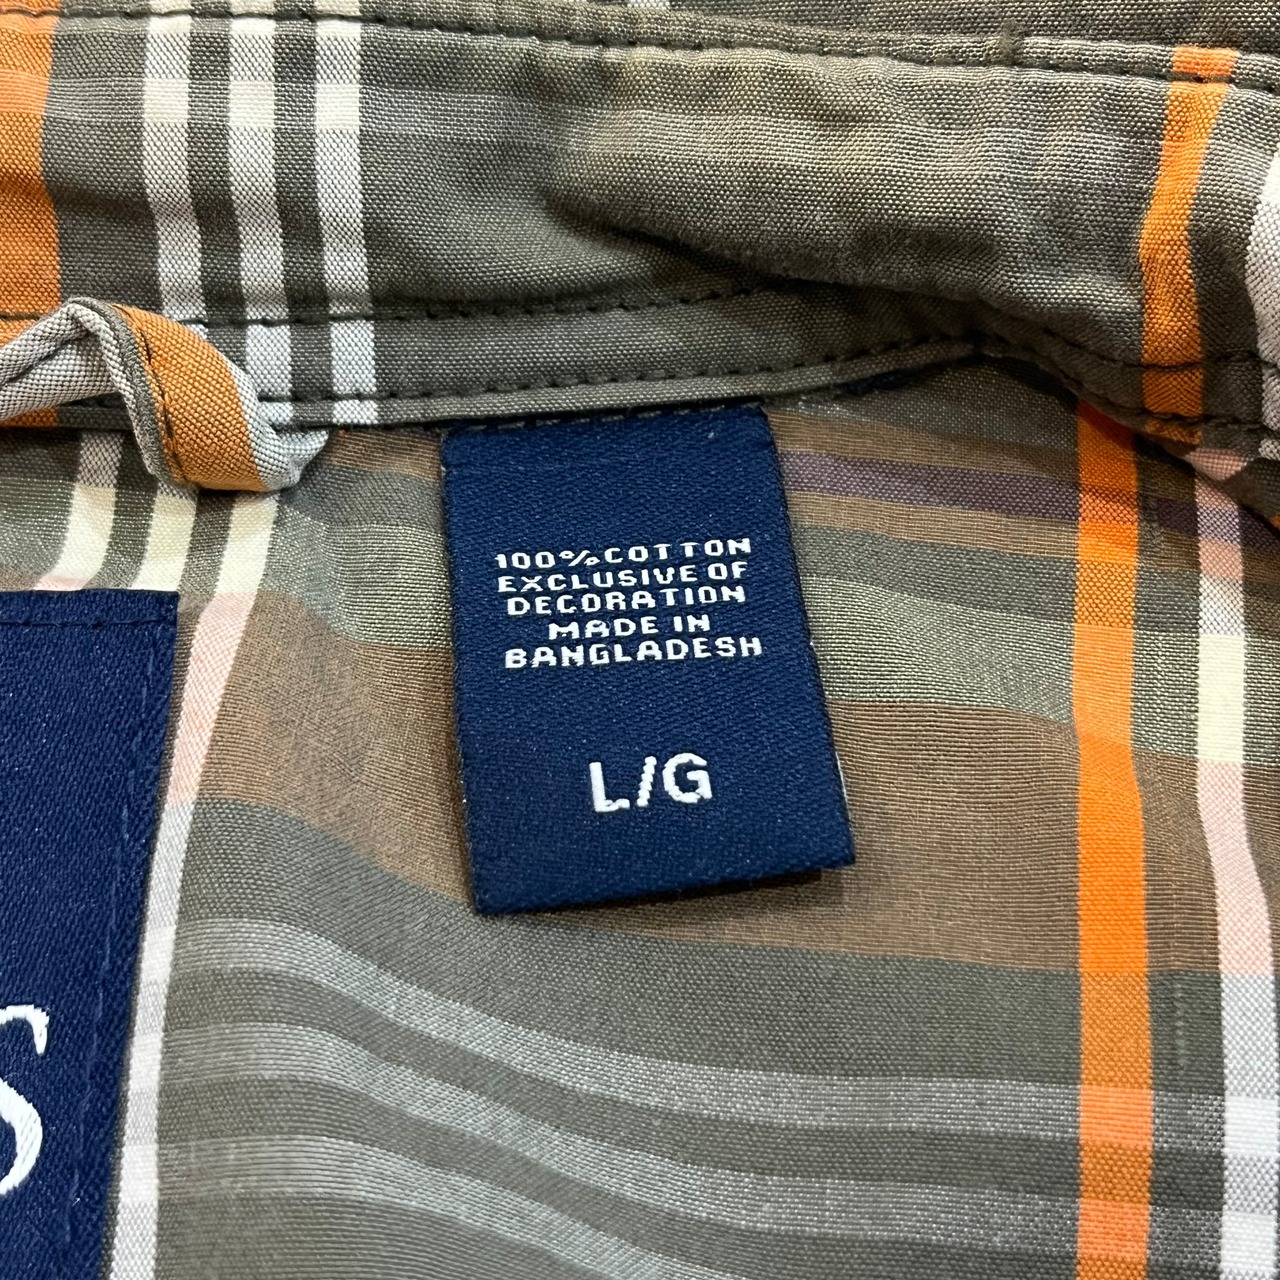 100% COTTON
EXCLUSIVE OF
DECORATION
MADE IN
BANGLADESH
L/G
S